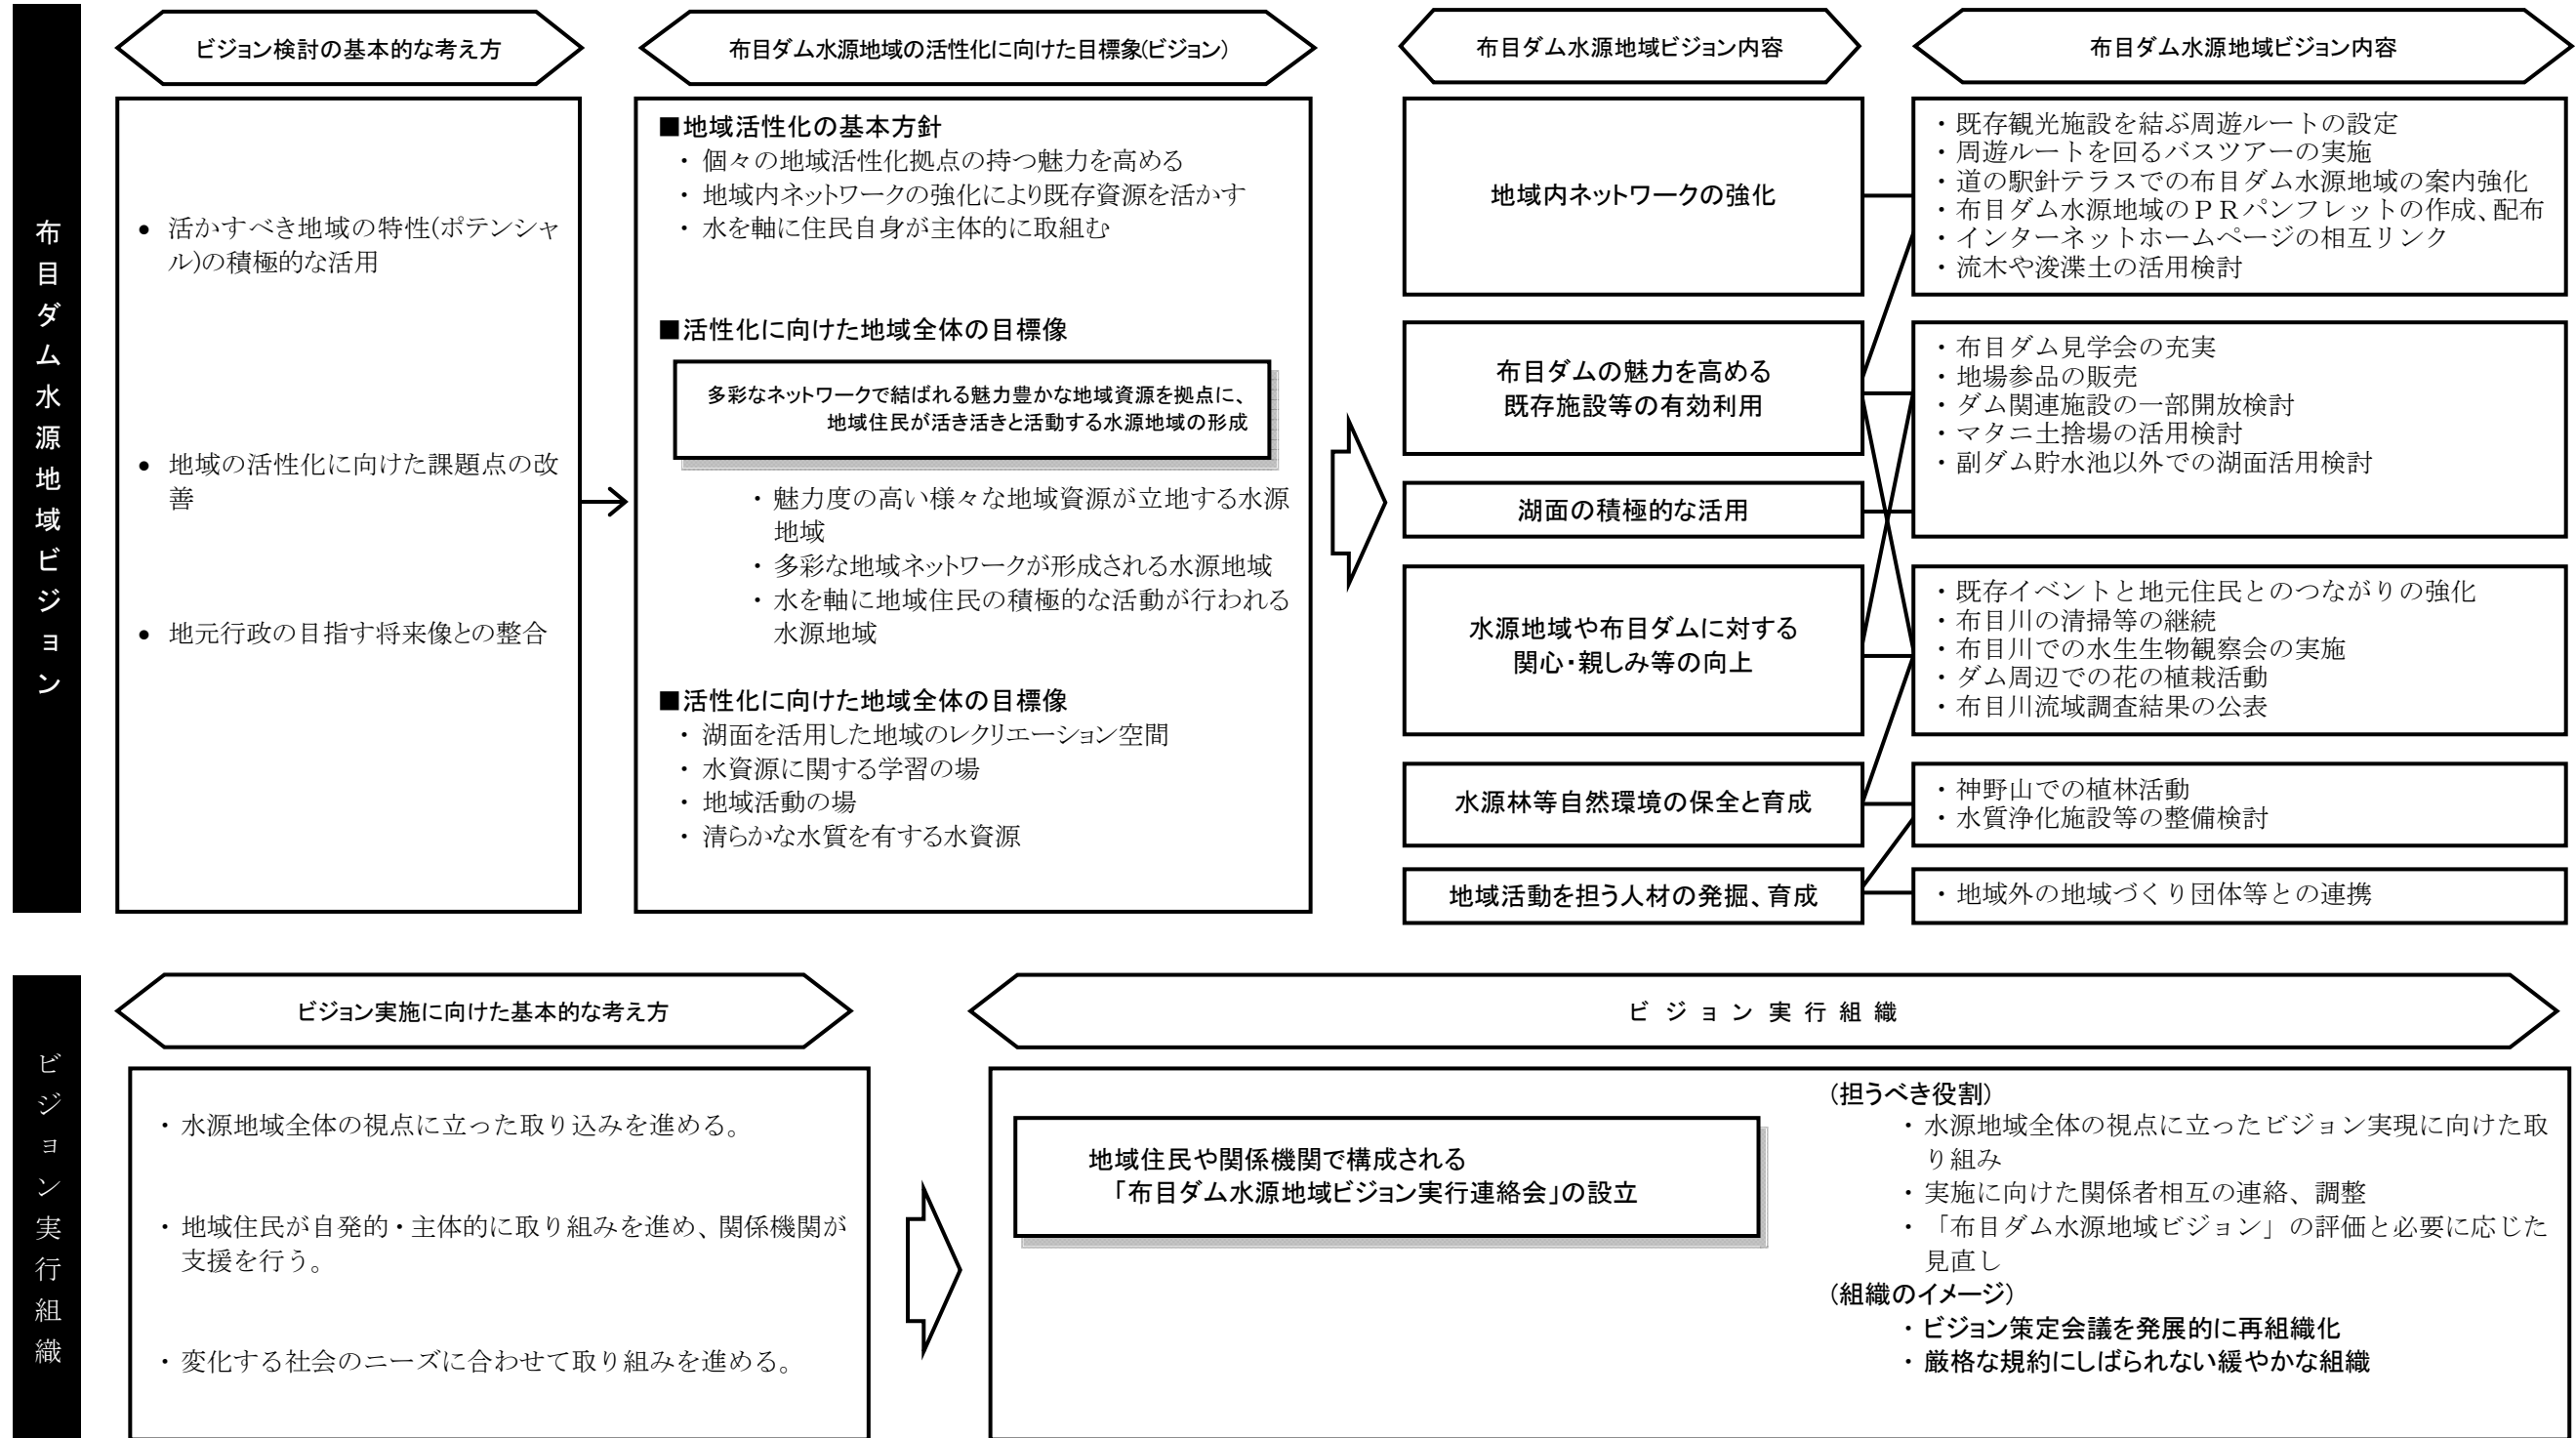 布目ダム水源地域ビジョン
ビジョン検討の基本的な考え方
・活かすべき地域の特性(ポテンシャ
ル)の積極的な活用
・地域の活性化に向けた課題点の改
善
・地元行政の目指す将来像との整合
布目ダム水源地域の活性化に向けた目標象(ビジョン)
■地域活性化の基本方針
・個々の地域活性化拠点の持つ魅力を高める
・地域内ネットワークの強化により既存資源を活かす
・水を軸に住民自身が主体的に取組む
■活性化に向けた地域全体の目標像
多彩なネットワークで結ばれる魅力豊かな地域資源を拠点に、
地域住民が活き活きと活動する水源地域の形成
・魅力度の高い様々な地域資源が立地する水源
地域
・多彩な地域ネットワークが形成される水源地域
・水を軸に地域住民の積極的な活動が行われる
水源地域
■活性化に向けた地域全体の目標像
・湖面を活用した地域のレクリエーション空間
・水資源に関する学習の場
・地域活動の場
・清らかな水質を有する水資源
布目ダム水源地域ビジョン内容
地域内ネットワークの強化
布目ダムの魅力を高める
既存施設等の有効利用
湖面の積極的な活用
水源地域や布目ダムに対する
関心・親しみ等の向上
水源林等自然環境の保全と育成
地域活動を担う人材の発掘、育成
布目ダム水源地域ビジョン内容
・既存観光施設を結ぶ周遊ルートの設定
・周遊ルートを回るバスツアーの実施
・道の駅針テラスでの布目ダム水源地域の案内強化
・布目ダム水源地域のPRパンフレットの作成、配布
・インターネットホームページの相互リンク
・流木や浚渫土の活用検討
・布目ダム見学会の充実
・地場参品の販売
・ダム関連施設の一部開放検討
・マタニ土捨場の活用検討
・副ダム貯水池以外での湖面活用検討
・既存イベントと地元住民とのつながりの強化
・布目川の清掃等の継続
・布目川での水生生物観察会の実施
・ダム周辺での花の植栽活動
・布目川流域調査結果の公表
・神野山での植林活動
・水質浄化施設等の整備検討
・地域外の地域づくり団体等との連携
ビジョン実行組織
ビジョン実施に向けた基本的な考え方
・水源地域全体の視点に立った取り込みを進める。
・地域住民が自発的・主体的に取り組みを進め、関係機関が
支援を行う。
・変化する社会のニーズに合わせて取り組みを進める。
ビジョン実行組織
地域住民や関係機関で構成される
「布目ダム水源地域ビジョン実行連絡会」の設立
(担うべき役割)
・水源地域全体の視点に立ったビジョン実現に向けた取
り組み
・実施に向けた関係者相互の連絡、調整
・「布目ダム水源地域ビジョン」の評価と必要に応じた
見直し
(組織のイメージ)
・ビジョン策定会議を発展的に再組織化
・厳格な規約にしばられない緩やかな組織